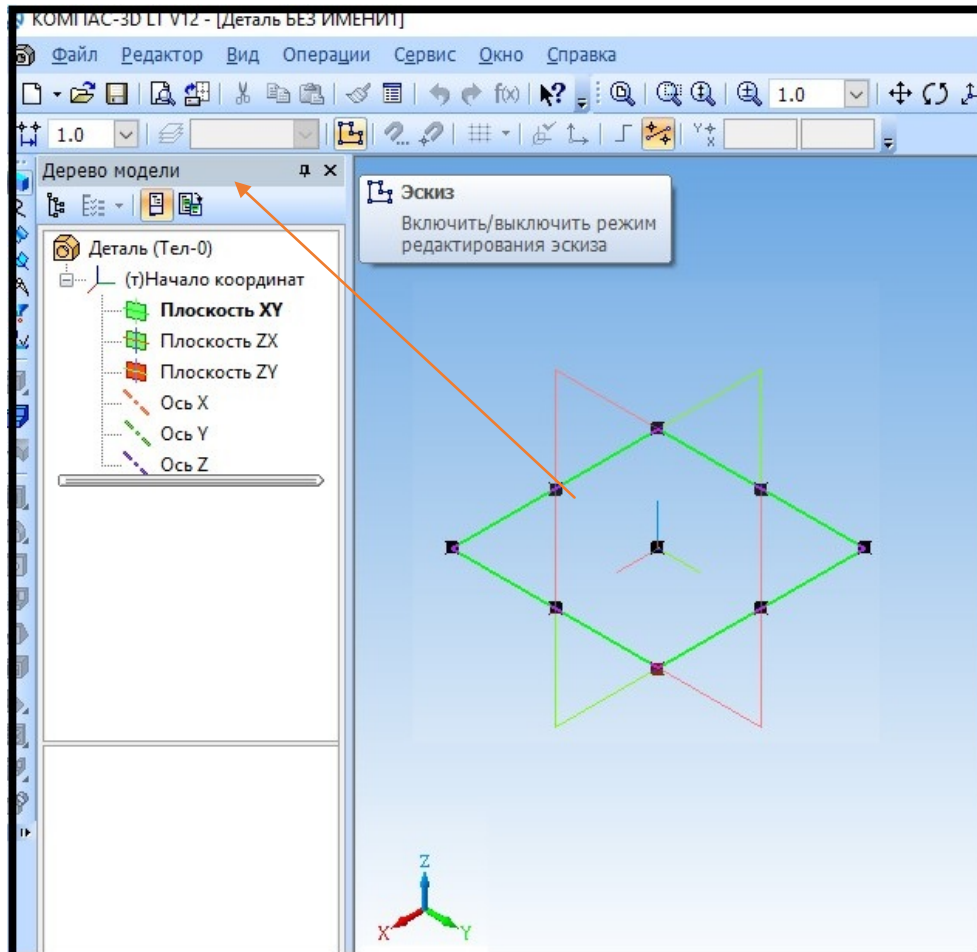 КОМПАС-3D LT V12 - [Деталь БЕЗ ИМЕНИ1]
Файл Редактор Вид Операции Сервис Окно Справка
f(x) 1.0
1.0
Дерево модели
Эскиз
Включить/выключить режим
редактирования эскиза
Деталь (Тел-0)
(т)Начало координат
Плоскость XY
Плоскость ZX
Плоскость ZY
Ось X
Ось Y
Ось Z
Z
X Y